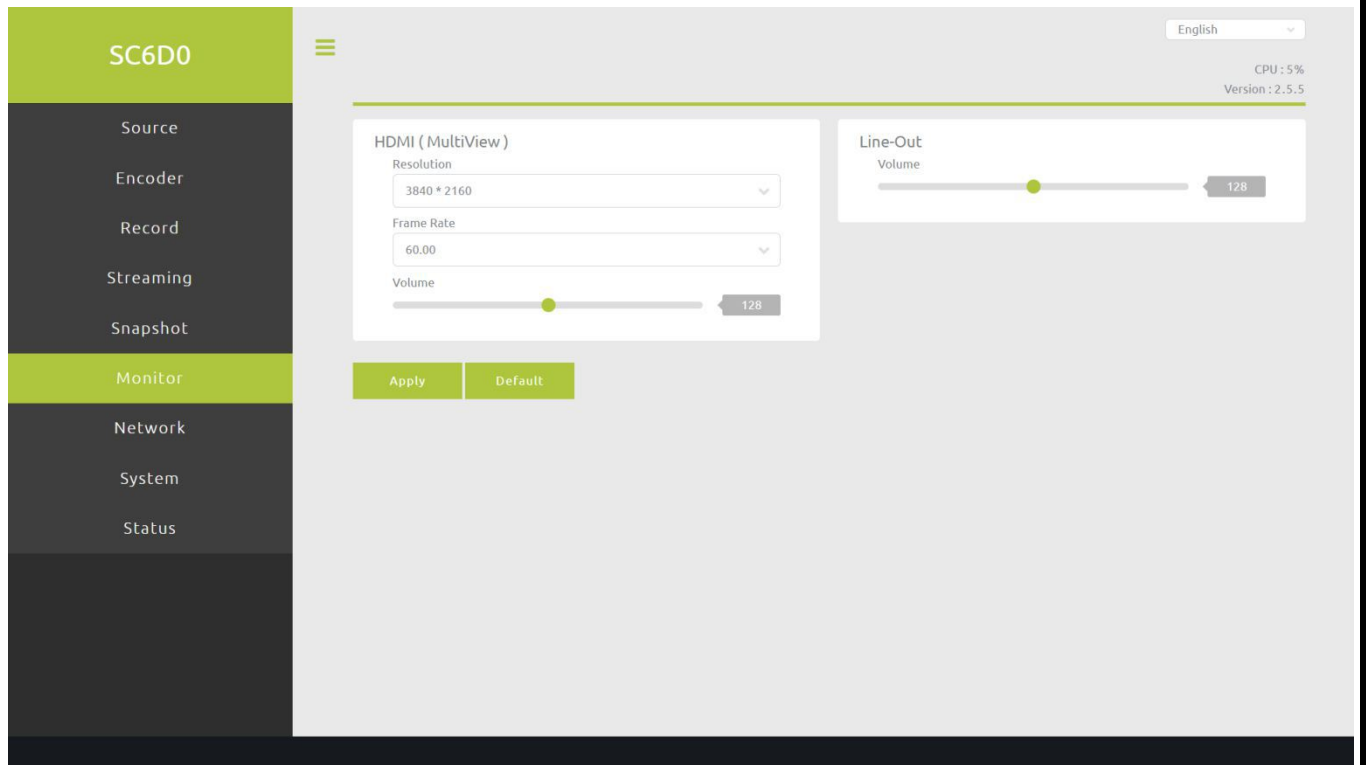 SC6D0
Source
Encoder
Record
Streaming
Snapshot
Monitor
Network
System
Status
English
CPU : 5%
Version : 2.5.5
HDMI ( MultiView )
Resolution
3840 * 2160
Frame Rate
60.00
Volume
128
Line-Out
Volume
128
Apply
Default